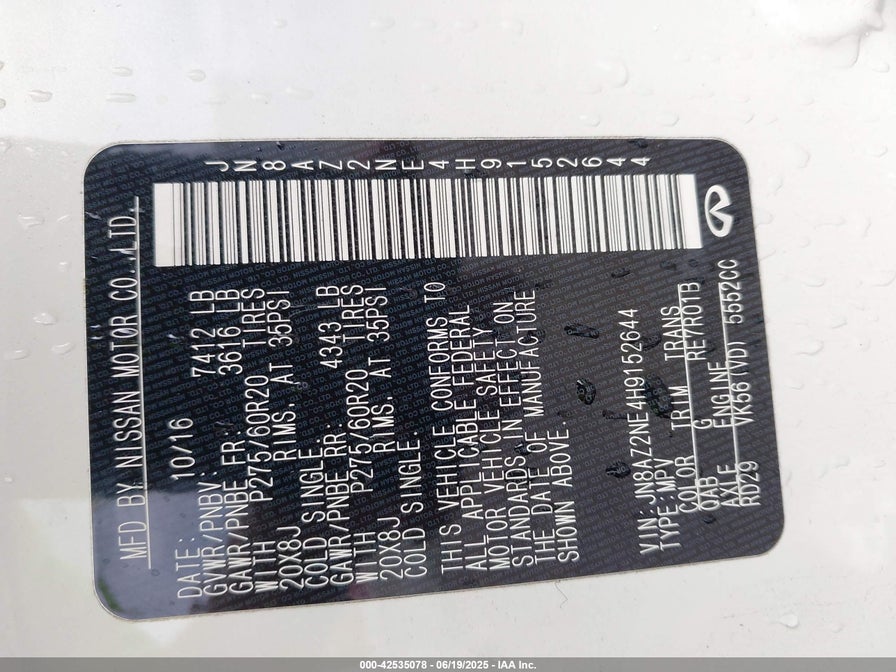 MFD BY NISSAN MOTOR CO.,LTD.
DATE: 10/16
GVWR/PNBV: 7412 LB
GAWR/PNBE FR: 3616 LB
WITH P275/60R20 TIRES
20X8J RIMS, AT 35PSI
COLD SINGLE.
GAWR/PNBE RR: 4343 LB
WITH P275/60R20 TIRES
20X8J RIMS, AT 35PSI
COLD SINGLE.
THIS VEHICLE CONFORMS TO
ALL APPLICABLE FEDERAL
MOTOR VEHICLE SAFETY
STANDARDS IN EFFECT ON
THE DATE OF MANUFACTURE
SHOWN ABOVE.
VIN: JN8AZ2NE4H9152644
TYPE: MPV
COLOR TRIM TRANS
QAB G RE7R01B
AXLE ENGINE
RD29 VK56(VD) 5552CC
JN8AZ2NE4H9152644
000-42535078 - 06/19/2025 - IAA Inc.